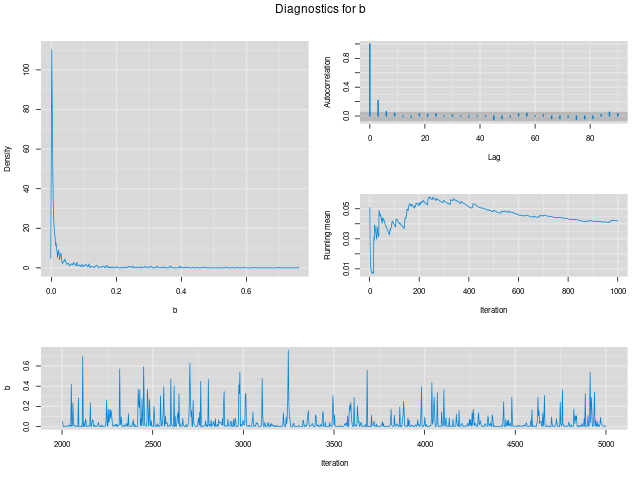 Diagnostics for b
Density
0 20 40 60 80 100
0.0 0.2 0.4 0.6
b
Autocorrelation
0.0 0.4 0.8
0 20 40 60 80
Lag
Running mean
0.01 0.03 0.05
0 200 400 600 800 1000
Iteration
b
0.0 0.2 0.4 0.6
2000 2500 3000 3500 4000 4500 5000
Iteration